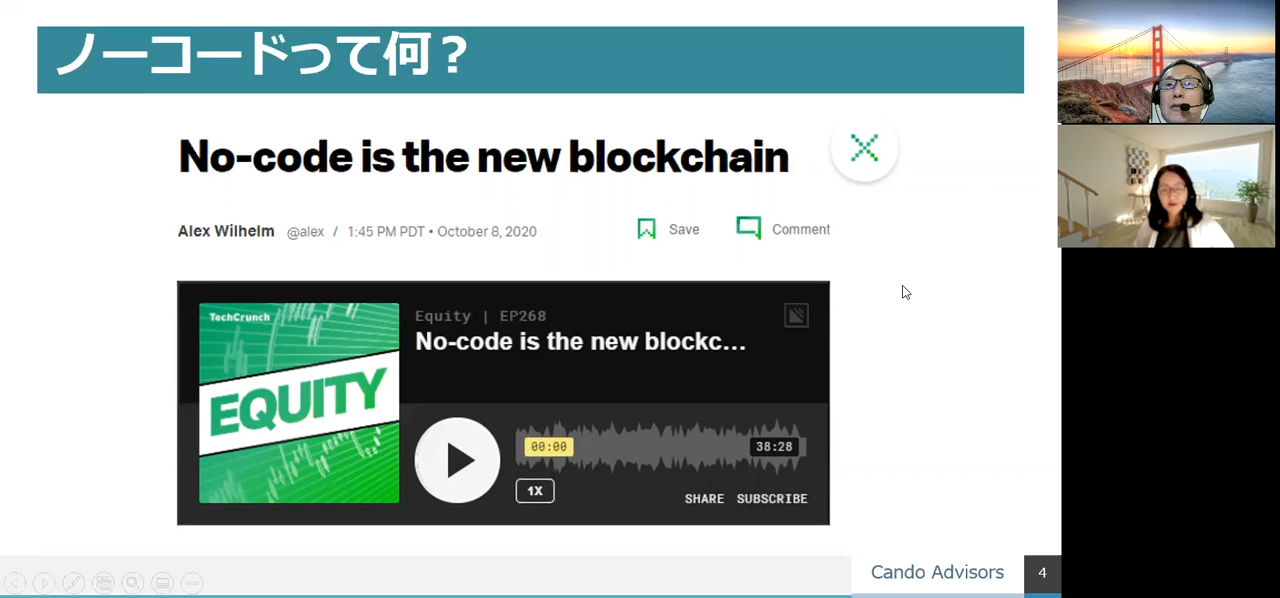 ノーコードって何？
No-code is the new blockchain
Alex Wilhelm @alex / 1:45 PM PDT • October 8, 2020
Save
Comment
TechCrunch
EQUITY
Equity | EP268
No-code is the new blockc...
00:00
38:28
1X
SHARE SUBSCRIBE
Cando Advisors
4